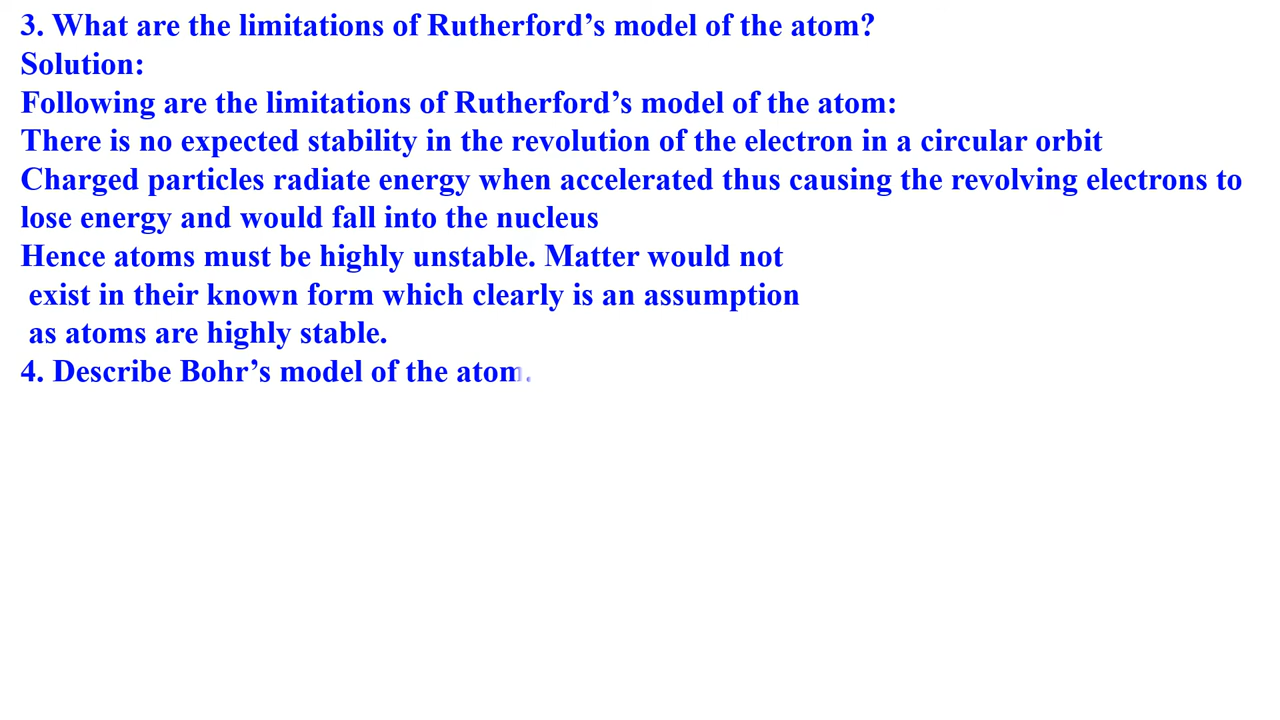 3. What are the limitations of Rutherford’s model of the atom?
Solution:
Following are the limitations of Rutherford’s model of the atom:
There is no expected stability in the revolution of the electron in a circular orbit
Charged particles radiate energy when accelerated thus causing the revolving electrons to
lose energy and would fall into the nucleus
Hence atoms must be highly unstable. Matter would not
exist in their known form which clearly is an assumption
as atoms are highly stable.
4. Describe Bohr’s model of the atom.